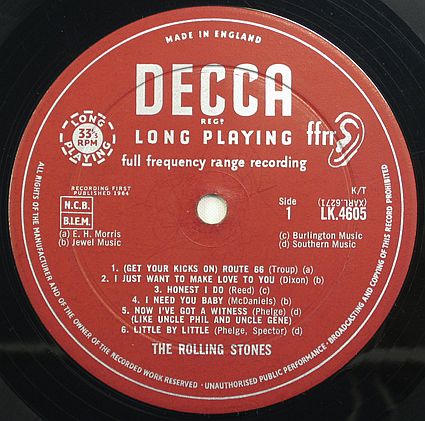 MADE IN ENGLAND
DECCA
REGD
LONG PLAYING
ffrr
full frequency range recording
LONG
33⅓
RPM
PLAYING
RECORDING FIRST
PUBLISHED 1964
N.C.B.
B.I.E.M.
(a) E. H. Morris
(b) Jewel Music
K/T
(XARL.6271)
Side
1
LK.4605
(c) Burlington Music
(d) Southern Music
1. (GET YOUR KICKS ON) ROUTE 66 (Troup) (a)
2. I JUST WANT TO MAKE LOVE TO YOU (Dixon) (b)
3. HONEST I DO (Reed) (c)
4. I NEED YOU BABY (McDaniels) (b)
5. NOW I'VE GOT A WITNESS (Phelge) (d)
(LIKE UNCLE PHIL AND UNCLE GENE)
6. LITTLE BY LITTLE (Phelge, Spector) (d)
THE ROLLING STONES
ALL RIGHTS OF THE MANUFACTURER AND OF THE OWNER OF THE RECORDED WORK RESERVED · UNAUTHORISED PUBLIC PERFORMANCE · BROADCASTING AND COPYING OF THIS RECORD PROHIBITED